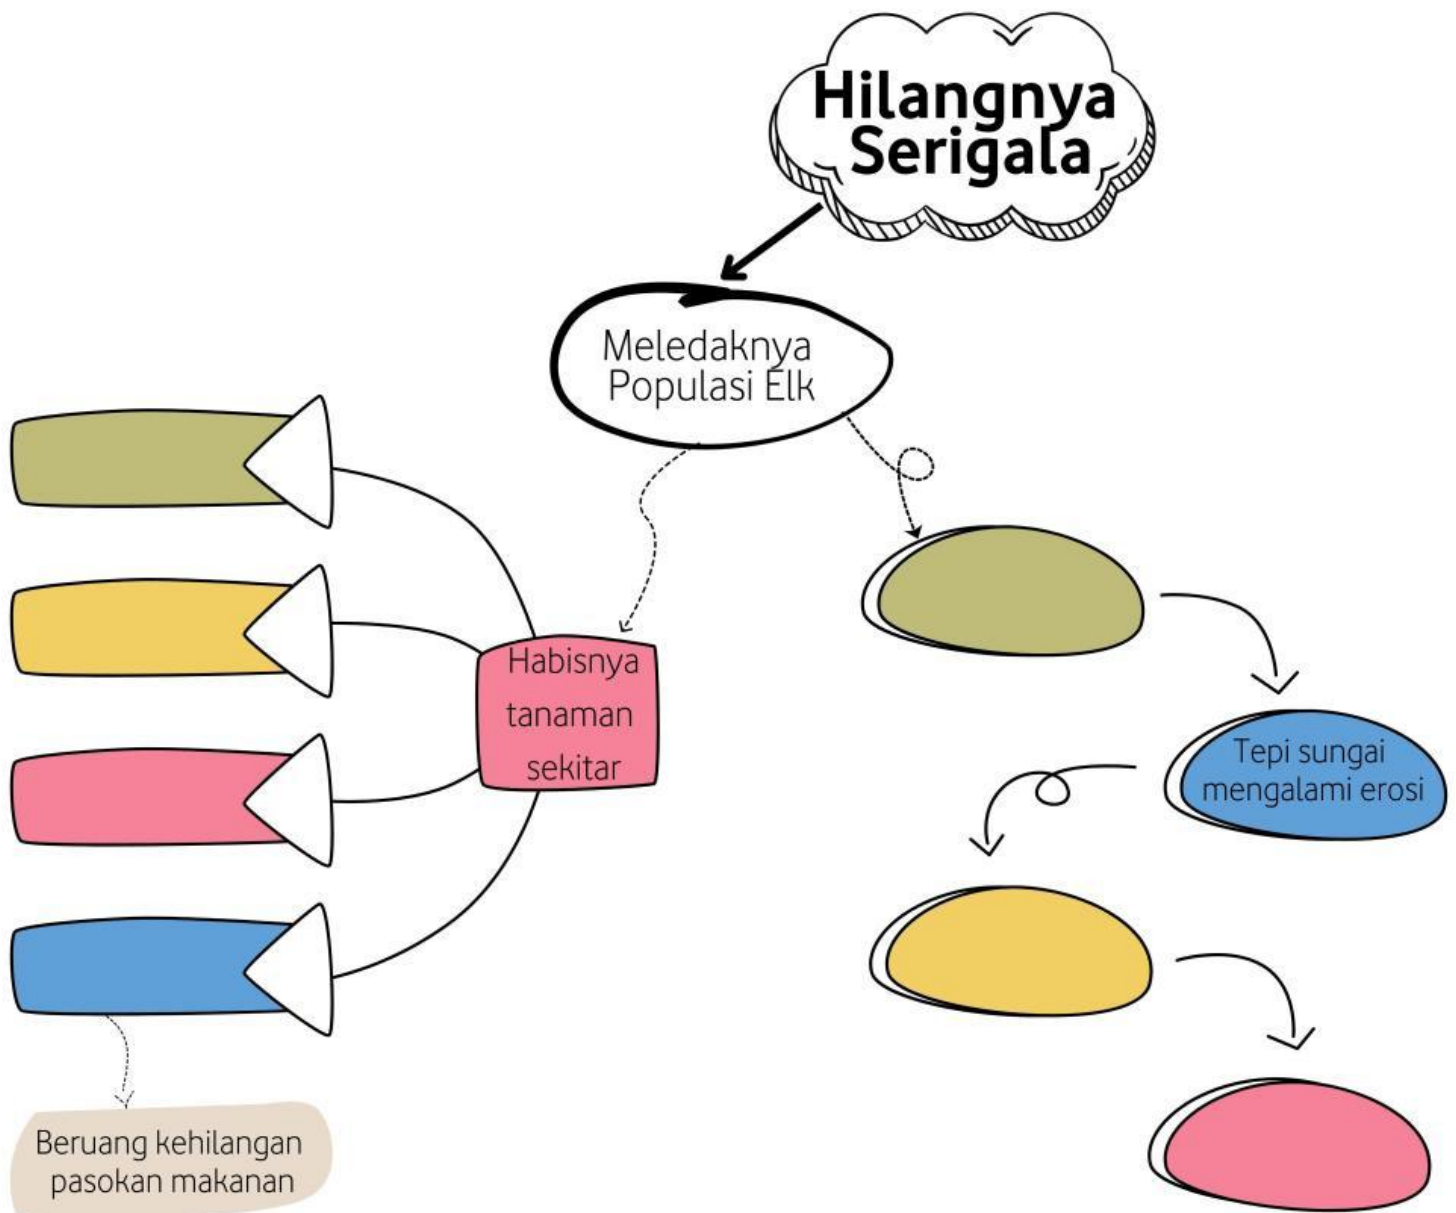 Hilangnya
Serigala
Meledaknya
Populasi Elk
Habisnya
tanaman
sekitar
Tepi sungai
mengalami erosi
Beruang kehilangan
pasokan makanan